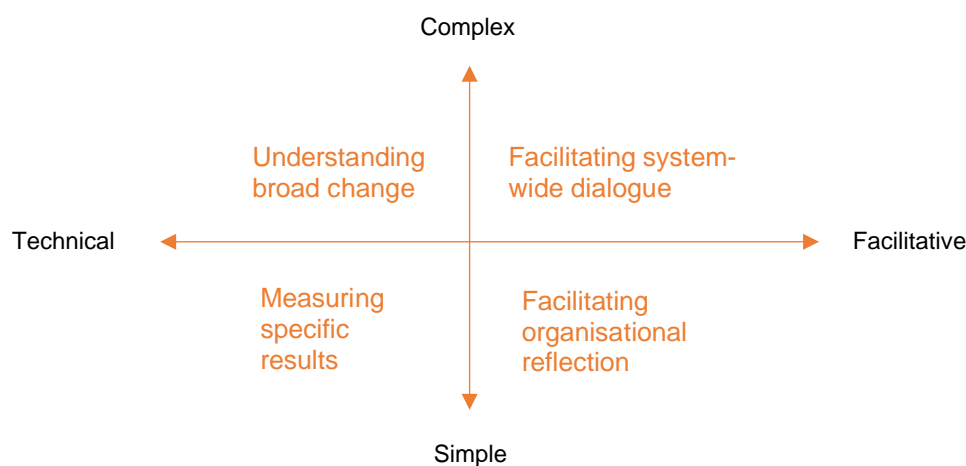 Complex
Understanding
broad change
Facilitating system-
wide dialogue
Technical
Facilitative
Measuring
specific
results
Facilitating
organisational
reflection
Simple